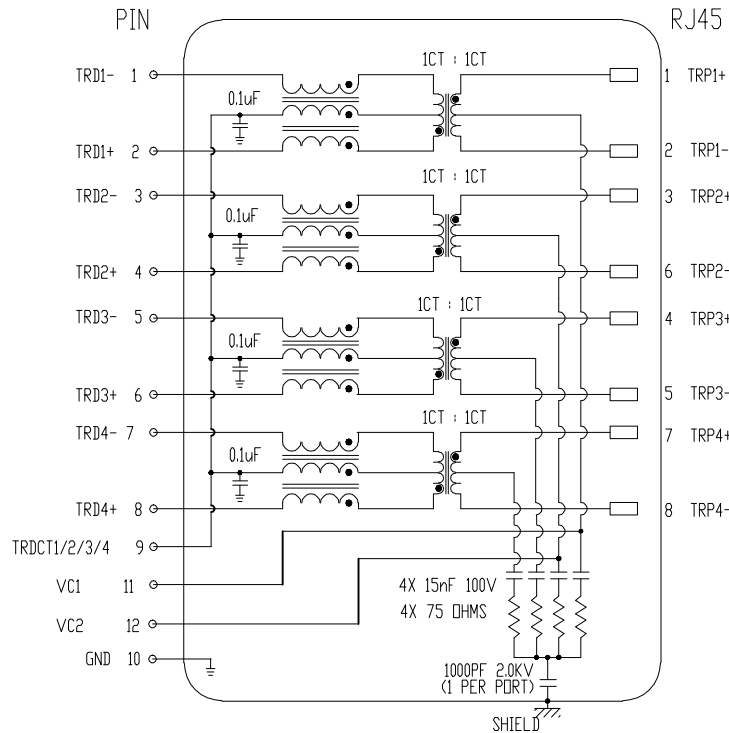 PIN RJ45
1CT : 1CT
TRD1- 1 1 TRP1+
0.1uF
TRD1+ 2 2 TRP1-
1CT : 1CT
TRD2- 3 3 TRP2+
0.1uF
TRD2+ 4 6 TRP2-
1CT : 1CT
TRD3- 5 4 TRP3+
0.1uF
TRD3+ 6 5 TRP3-
1CT : 1CT
TRD4- 7 7 TRP4+
0.1uF
TRD4+ 8 8 TRP4-
TRDCT1/2/3/4 9
VC1 11
4X 15nF 100V
4X 75 OHMS
VC2 12
GND 10
1000PF 2.0KV
(1 PER PORT)
SHIELD